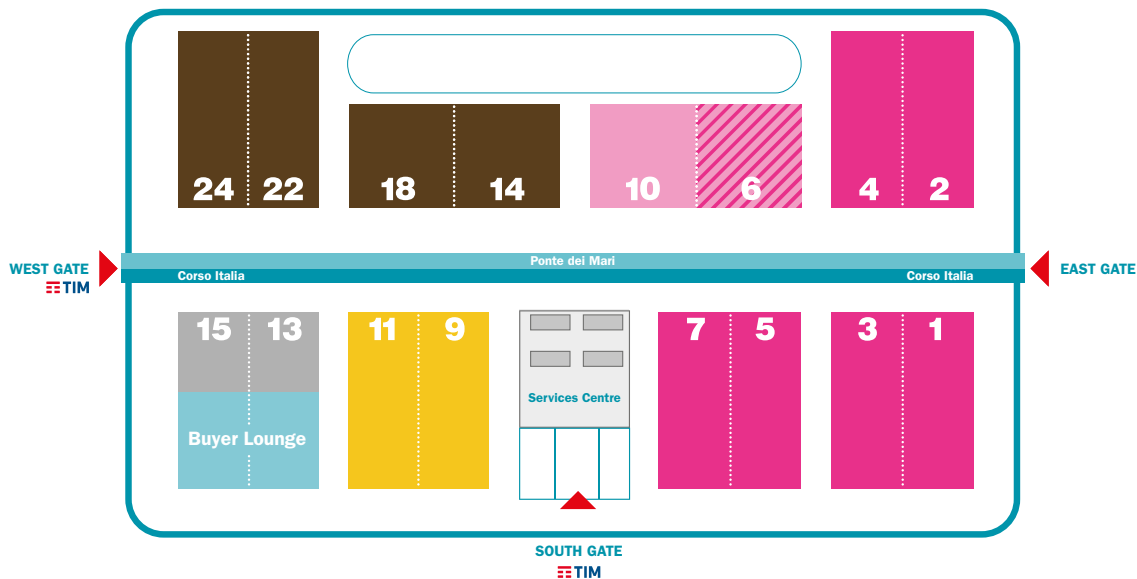 24 22
18 14
10 6
4 2
Ponte dei Mari
WEST GATE
TIM
Corso Italia
Corso Italia
EAST GATE
15 13
11 9
7 5
3 1
Services Centre
Buyer Lounge
SOUTH GATE
TIM